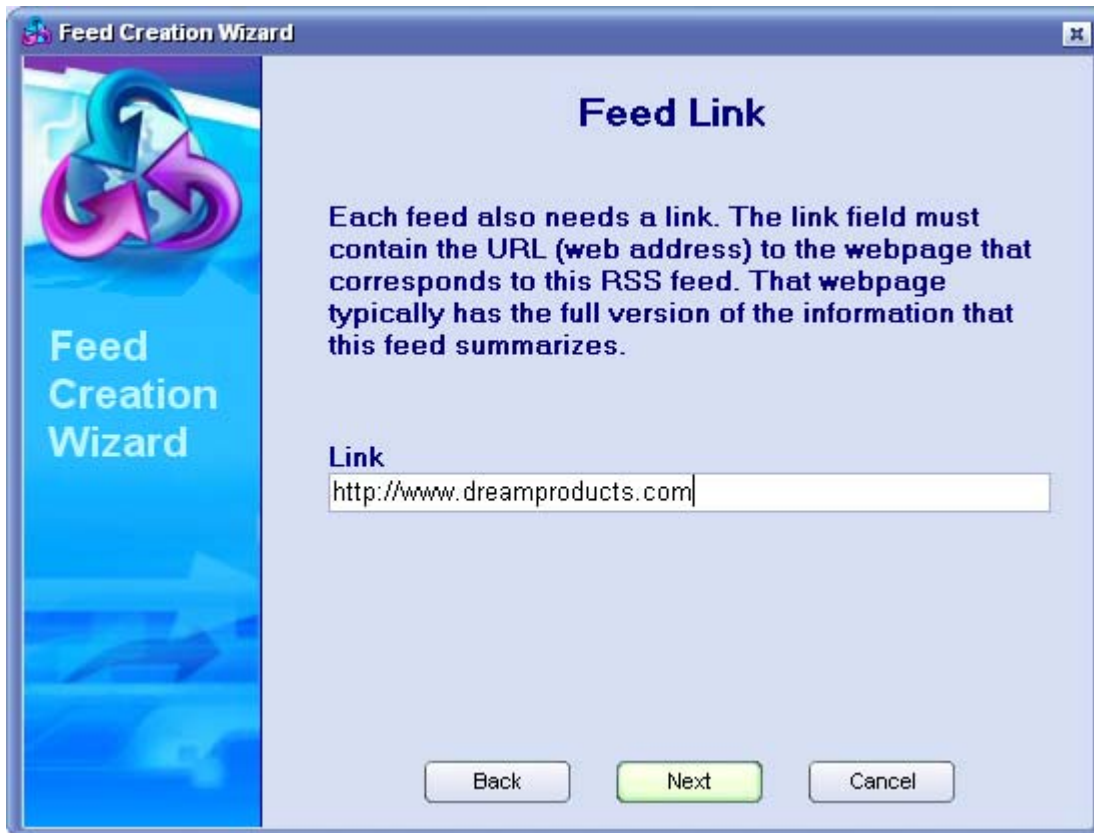 Feed Creation Wizard
Feed Link
Each feed also needs a link. The link field must
contain the URL (web address) to the webpage that
corresponds to this RSS feed. That webpage
typically has the full version of the information that
this feed summarizes.
Feed
Creation
Wizard
Link
http://www.dreamproducts.com
Back
Next
Cancel